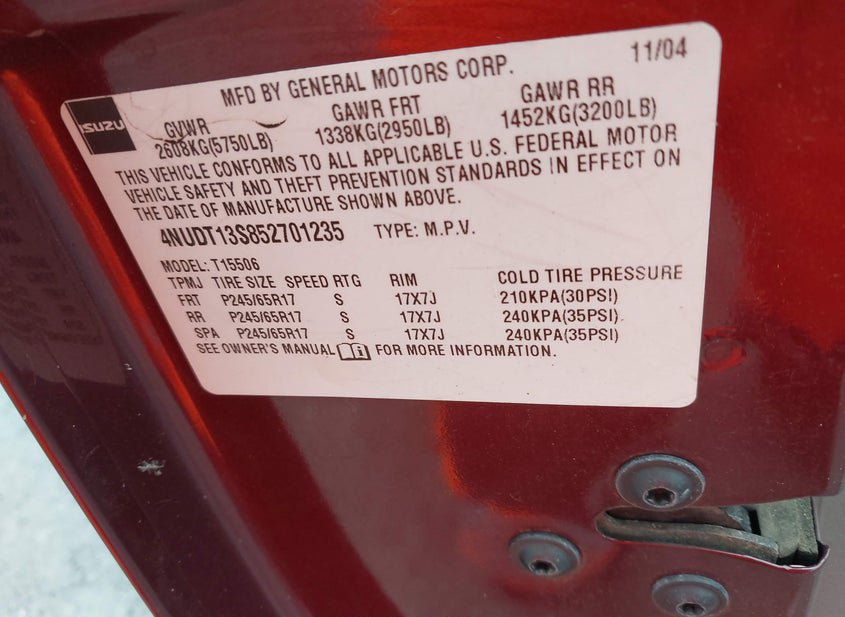 MFD BY GENERAL MOTORS CORP. 11/04
ISUZU
GVWR GAWR FRT GAWR RR
2608KG(5750LB) 1338KG(2950LB) 1452KG(3200LB)
THIS VEHICLE CONFORMS TO ALL APPLICABLE U.S. FEDERAL MOTOR
VEHICLE SAFETY AND THEFT PREVENTION STANDARDS IN EFFECT ON
THE DATE OF MANUFACTURE SHOWN ABOVE.
4NUDT13S852701235 TYPE: M.P.V.
MODEL: T15506
TPMJ TIRE SIZE SPEED RTG RIM COLD TIRE PRESSURE
FRT P245/65R17 S 17X7J 210KPA(30PSI)
RR P245/65R17 S 17X7J 240KPA(35PSI)
SPA P245/65R17 S 17X7J 240KPA(35PSI)
SEE OWNER'S MANUAL FOR MORE INFORMATION.